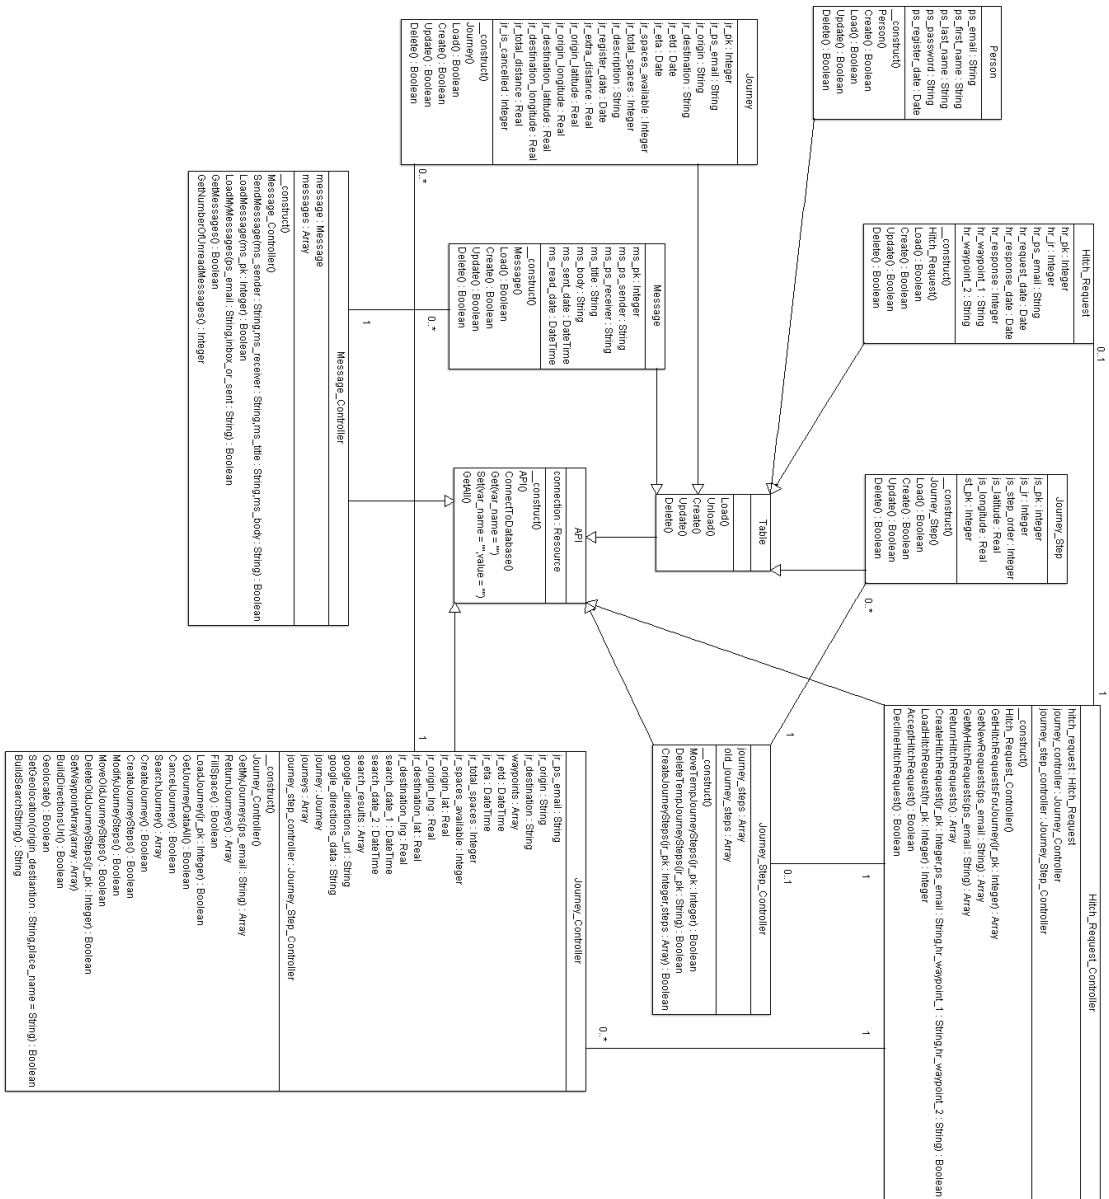 Person
ps_email : String
ps_first_name : String
ps_last_name : String
ps_password : String
ps_register_date : Date
__construct()
Person()
Create() : Boolean
Load() : Boolean
Update() : Boolean
Delete() : Boolean
Hitch_Request
hr_pk : Integer
hr_jr : Integer
hr_ps_email : String
hr_request_date : Date
hr_response_date : Date
hr_response : Integer
hr_waypoint_1 : String
hr_waypoint_2 : String
__construct()
Hitch_Request()
Load() : Boolean
Create() : Boolean
Update() : Boolean
Delete() : Boolean
0..1
1
Journey_Step
js_pk : integer
js_jr : Integer
js_step_order : Integer
js_latitude : Real
js_longitude : Real
st_pk : Integer
__construct()
Journey_Step()
Load() : Boolean
Create() : Boolean
Update() : Boolean
Delete() : Boolean
0..*
1
Hitch_Request_Controller
hitch_request : Hitch_Request
journey_controller : Journey_Controller
journey_step_controller : Journey_Step_Controller
__construct()
Hitch_Request_Controller()
GetHitchRequestsForJourney(jr_pk : Integer) : Array
GetNewRequests(ps_email : String) : Array
GetMyHitchRequests(ps_email : String) : Array
ReturnHitchRequests() : Array
CreateHitchRequest(jr_pk : Integer,ps_email : String,hr_waypoint_1 : String,hr_waypoint_2 : String) : Boolean
LoadHitchRequest(hr_pk : Integer) : Integer
AcceptHitchRequest() : Boolean
DeclineHitchRequest() : Boolean
1
1
Journey
jr_pk : Integer
jr_ps_email : String
jr_origin : String
jr_destination : String
jr_etd : Date
jr_eta : Date
jr_spaces_available : Integer
jr_total_spaces : Integer
jr_description : String
jr_register_date : Date
jr_extra_distance : Real
jr_origin_latitude : Real
jr_origin_longitude : Real
jr_destination_latitude : Real
jr_destination_longitude : Real
jr_total_distance : Real
jr_is_cancelled : Integer
__construct()
Journey()
Load() : Boolean
Create() : Boolean
Update() : Boolean
Delete() : Boolean
0..*
1
Message
ms_pk : Integer
ms_ps_sender : String
ms_ps_receiver : String
ms_title : String
ms_body : String
ms_sent_date : DateTime
ms_read_date : DateTime
__construct()
Message()
Load() : Boolean
Create() : Boolean
Update() : Boolean
Delete() : Boolean
0..*
1
Table
Load()
Unload()
Create()
Update()
Delete()
API
connection : Resource
__construct()
API()
ConnectToDatabase()
Get(var_name = "")
Set(var_name = "",value = "")
GetAll()
Journey_Step_Controller
journey_steps : Array
old_journey_steps : Array
__construct()
MoveTempJourneySteps(jr_pk : Integer) : Boolean
DeleteTempJourneySteps(jr_pk : String) : Boolean
CreateJourneySteps(jr_pk : Integer,steps : Array) : Boolean
0..1
0..*
Message_Controller
message : Message
messages : Array
__construct()
Message_Controller()
SendMessage(ms_sender : String,ms_receiver : String,ms_title : String,ms_body : String) : Boolean
LoadMessage(ms_pk : Integer) : Boolean
LoadMyMessages(ps_email : String,inbox_or_sent : String) : Boolean
GetMessages() : Boolean
GetNumberOfUnreadMessages() : Integer
Journey_Controller
jr_ps_email : String
jr_origin : String
jr_destination : String
waypoints : Array
jr_etd : DateTime
jr_eta : DateTime
jr_total_spaces : Integer
jr_spaces_available : Integer
jr_origin_lat : Real
jr_origin_lng : Real
jr_destination_lat : Real
jr_destination_lng : Real
search_date_1 : DateTime
search_date_2 : DateTime
search_results : Array
google_directions_url : String
google_directions_data : String
journey : Journey
journeys : Array
journey_step_controller : Journey_Step_Controller
__construct()
Journey_Controller()
GetMyJourneys(ps_email : String) : Array
ReturnJourneys() : Array
FillSpace() : Boolean
LoadJourney(jr_pk : Integer) : Boolean
GetJourneyDataAll() : Boolean
CancelJourney() : Boolean
SearchJourney() : Array
CreateJourney() : Boolean
CreateJourneySteps() : Boolean
ModifyJourneySteps() : Boolean
MoveOldJourneySteps() : Boolean
DeleteOldJourneySteps(jr_pk : Integer) : Boolean
SetWaypointArray(array : Array)
BuildDirectionsUrl() : Boolean
Geolocate() : Boolean
SetGeolocation(origin_destiantion : String,place_name = String) : Boolean
BuildSearchString() : String